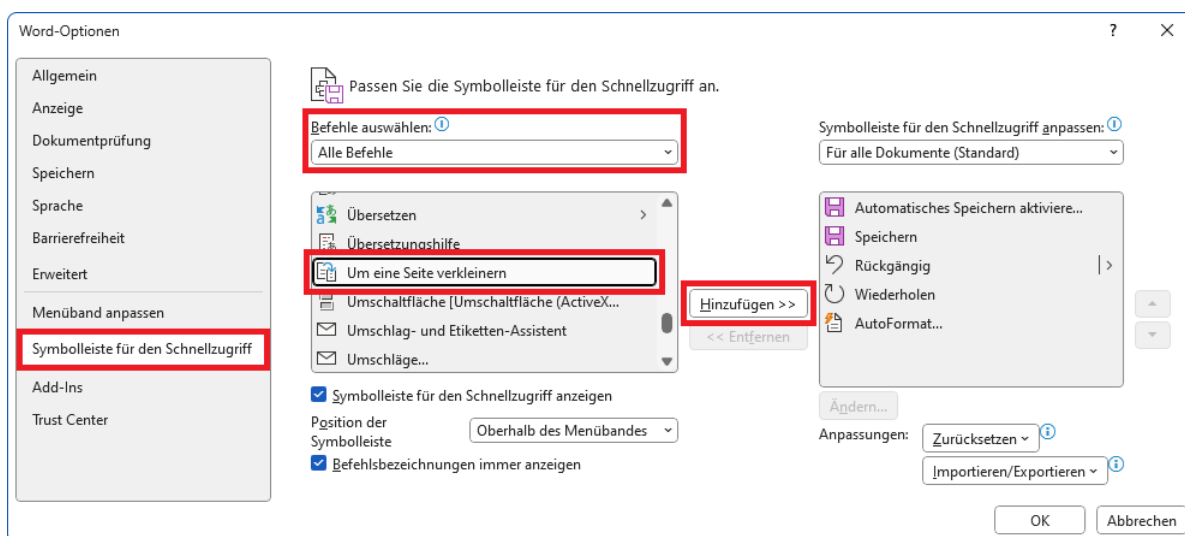 Word-Optionen
?
Allgemein
Anzeige
Dokumentprüfung
Speichern
Sprache
Barrierefreiheit
Erweitert
Menüband anpassen
Symbolleiste für den Schnellzugriff
Add-Ins
Trust Center
Passen Sie die Symbolleiste für den Schnellzugriff an.
Befehle auswählen:
Alle Befehle
Übersetzen
Übersetzungshilfe
Um eine Seite verkleinern
Umschaltfläche [Umschaltfläche (ActiveX...
Umschlag- und Etiketten-Assistent
Umschläge...
Symbolleiste für den Schnellzugriff anzeigen
Position der
Symbolleiste
Oberhalb des Menübandes
Befehlsbezeichnungen immer anzeigen
Hinzufügen >>
<< Entfernen
Symbolleiste für den Schnellzugriff anpassen:
Für alle Dokumente (Standard)
Automatisches Speichern aktiviere...
Speichern
Rückgängig
Wiederholen
AutoFormat...
Ändern...
Anpassungen:
Zurücksetzen
Importieren/Exportieren
OK
Abbrechen